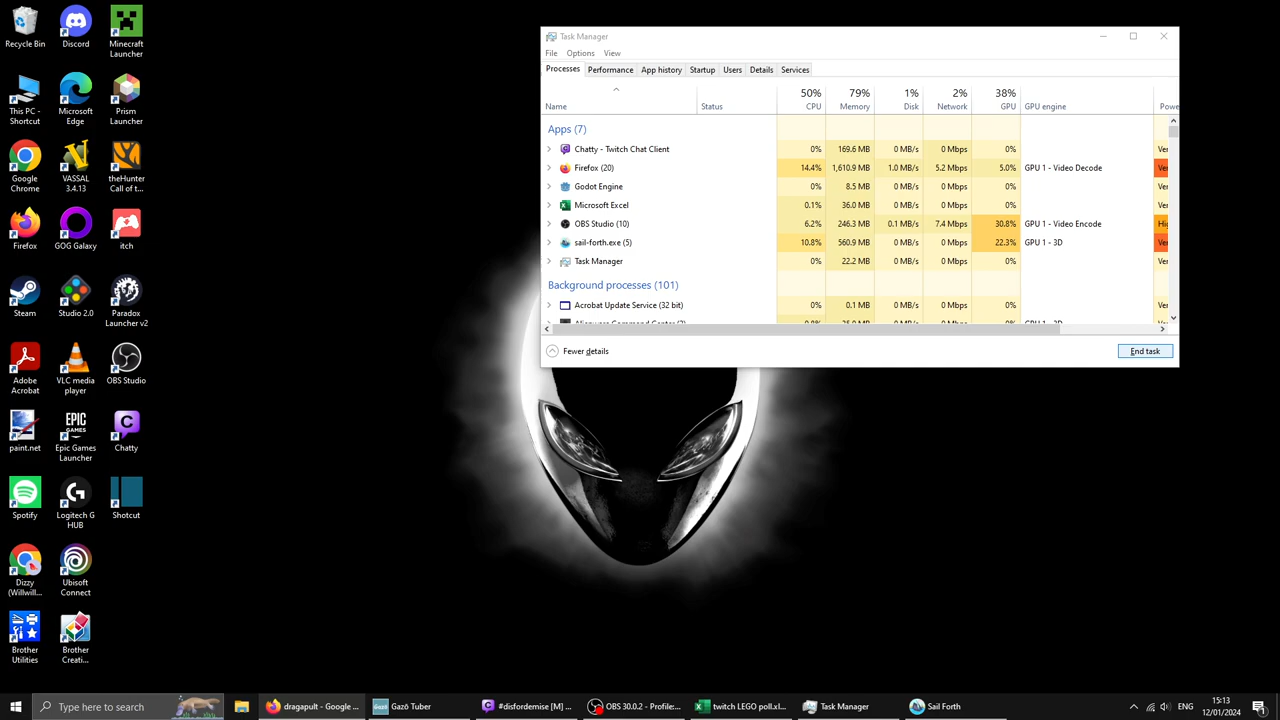 Recycle Bin
Discord
Minecraft Launcher
This PC - Shortcut
Microsoft Edge
Prism Launcher
Google Chrome
VASSAL 3.4.13
theHunter Call of t...
Firefox
GOG Galaxy
itch
Steam
Studio 2.0
Paradox Launcher v2
Adobe Acrobat
VLC media player
OBS Studio
paint.net
EPIC GAMES
Epic Games Launcher
Chatty
Spotify
Logitech G HUB
Shotcut
Dizzy (Willwill...
Ubisoft Connect
Brother Utilities
Brother Creati...
Task Manager
File Options View
Processes Performance App history Startup Users Details Services
50% 79% 1% 2% 38%
Name Status CPU Memory Disk Network GPU GPU engine Powe
Apps (7)
Chatty - Twitch Chat Client 0% 169.6 MB 0 MB/s 0 Mbps 0% Ver
Firefox (20) 14.4% 1,610.9 MB 1.0 MB/s 5.2 Mbps 5.0% GPU 1 - Video Decode Ver
Godot Engine 0% 8.5 MB 0 MB/s 0 Mbps 0% Ver
Microsoft Excel 0.1% 36.0 MB 0 MB/s 0 Mbps 0% Ver
OBS Studio (10) 6.2% 246.3 MB 0.1 MB/s 7.4 Mbps 30.8% GPU 1 - Video Encode Hig
sail-forth.exe (5) 10.8% 560.9 MB 0 MB/s 0 Mbps 22.3% GPU 1 - 3D Ver
Task Manager 0% 22.2 MB 0 MB/s 0 Mbps 0% Ver
Background processes (101)
Acrobat Update Service (32 bit) 0% 0.1 MB 0 MB/s 0 Mbps 0% Ver
Fewer details End task
Type here to search
dragapult - Google ...
Gazō Tuber
#disfordemise [M] ...
OBS 30.0.2 - Profile:...
twitch LEGO poll.xl...
Task Manager
Sail Forth
ENG
15:13
12/01/2024